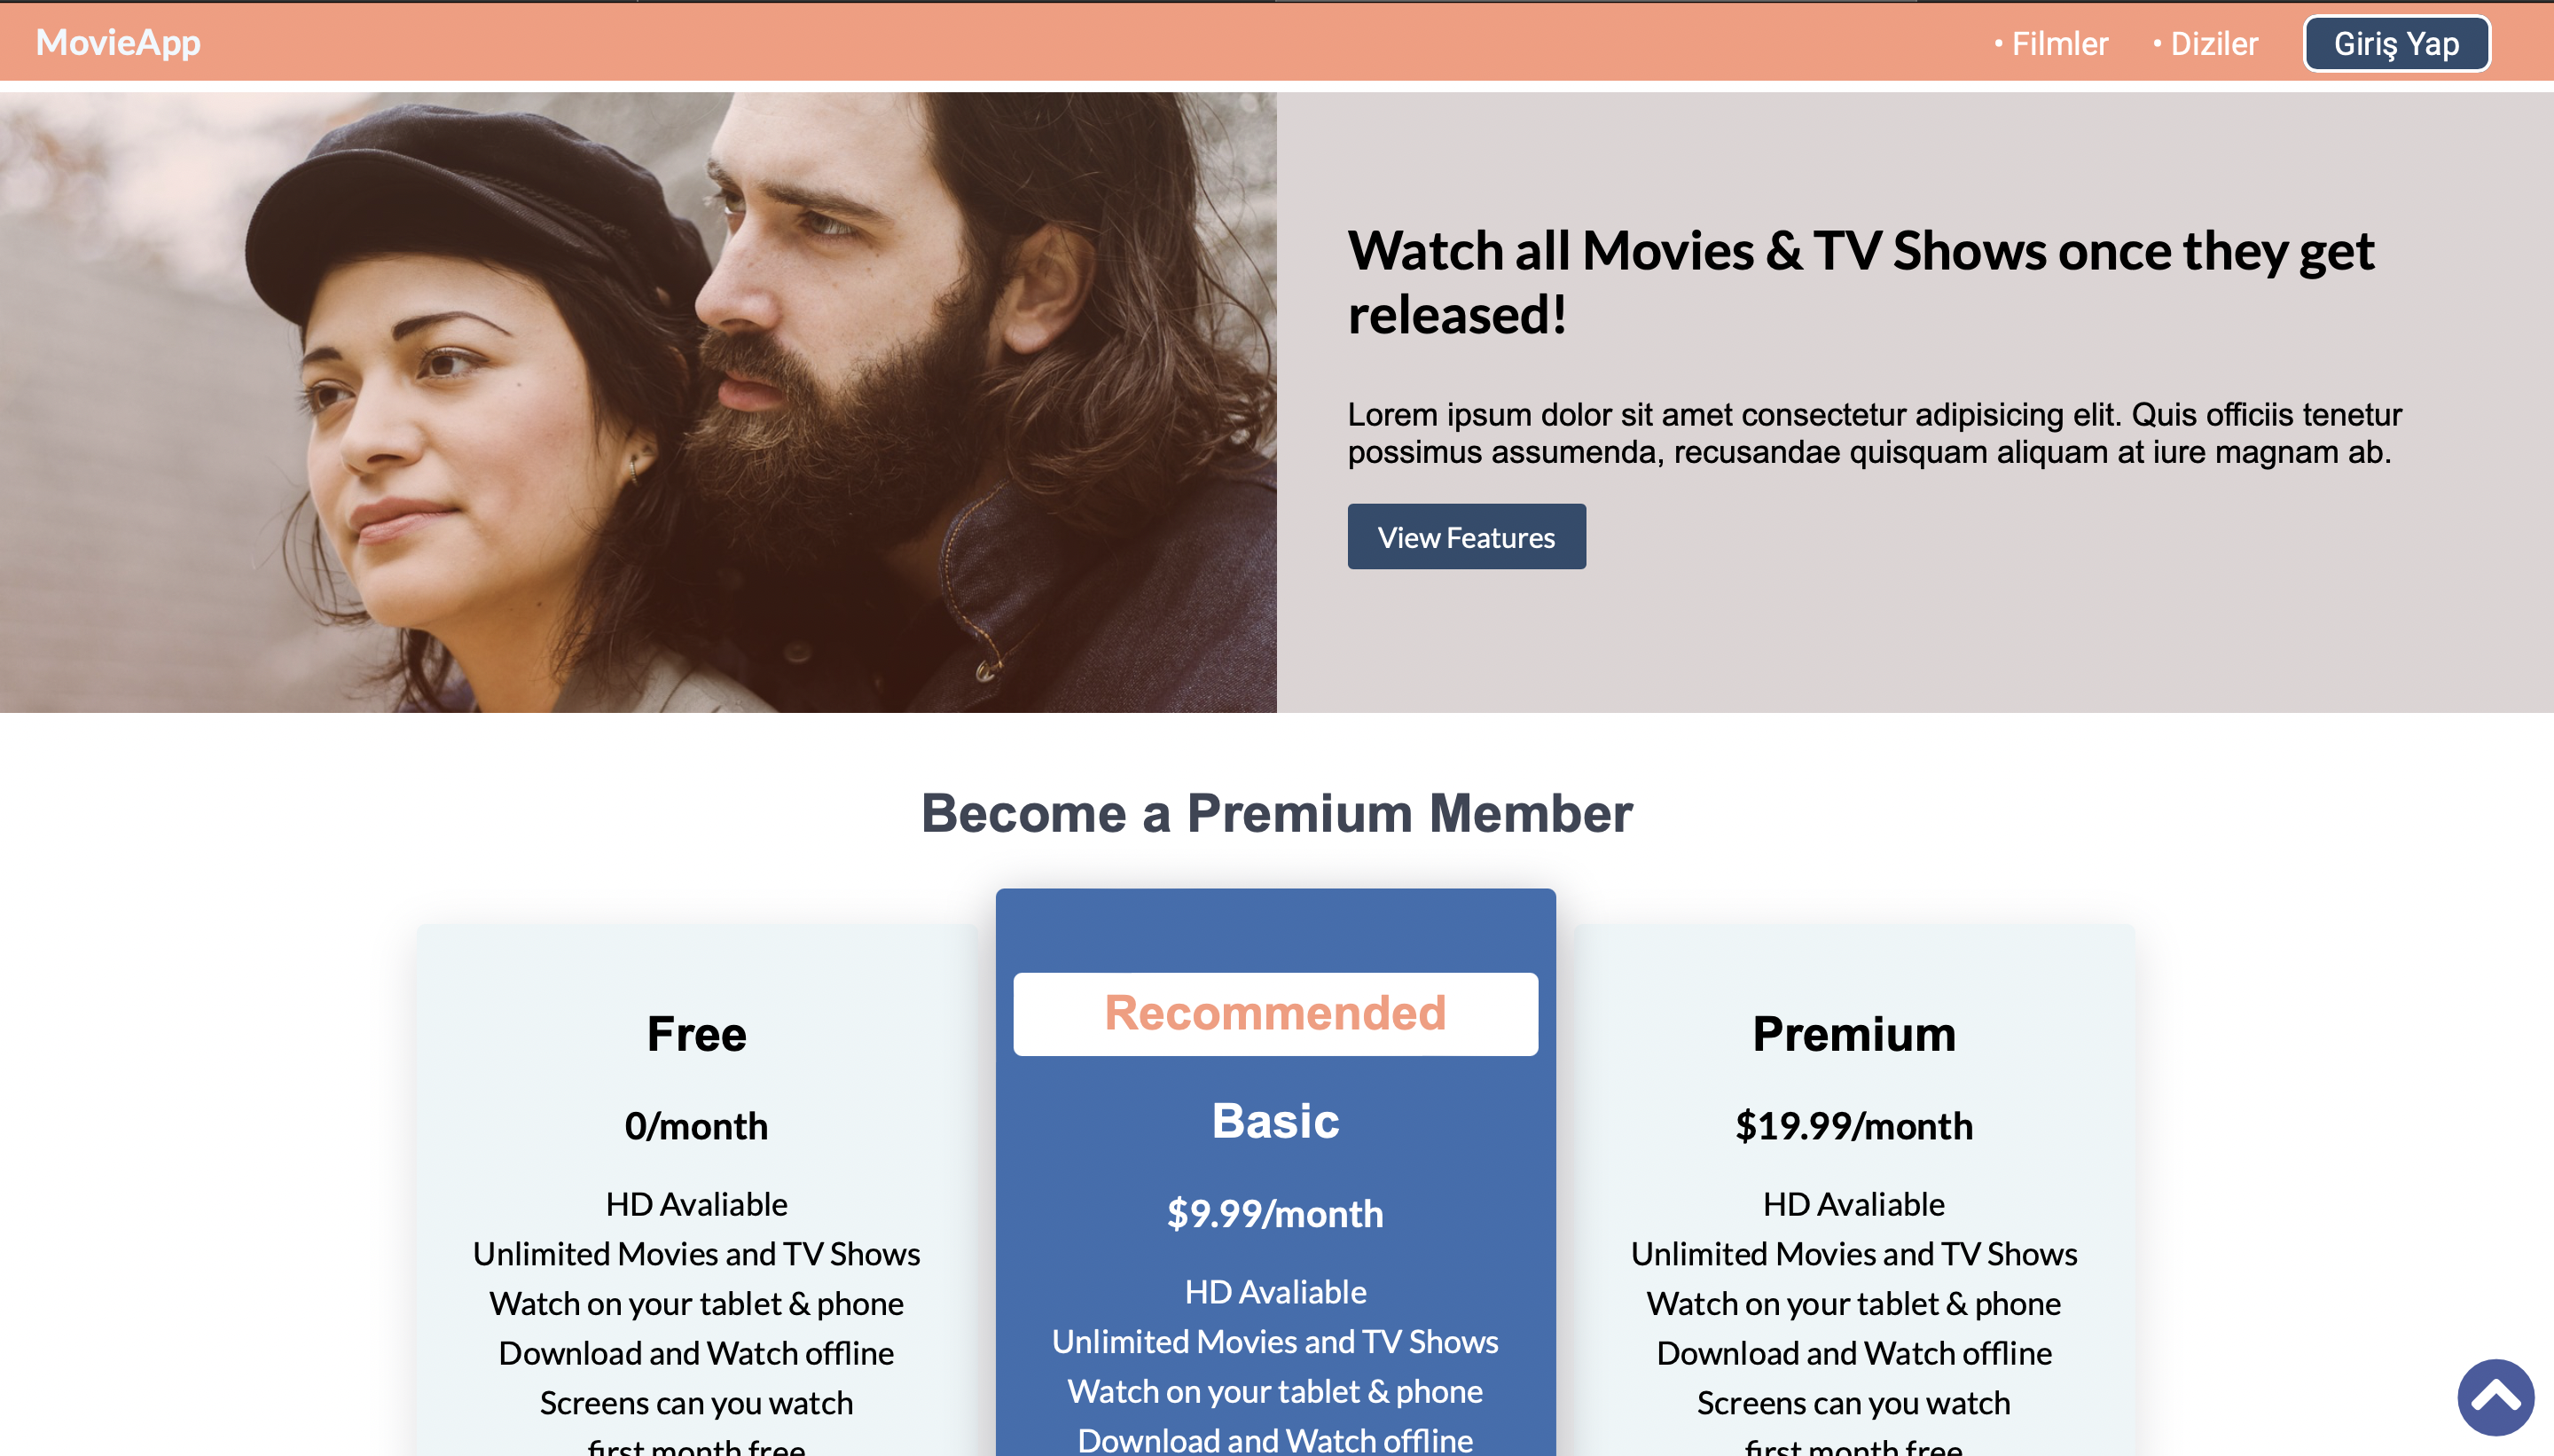 MovieApp
• Filmler
• Diziler
Giriş Yap
Watch all Movies & TV Shows once they get
released!
Lorem ipsum dolor sit amet consectetur adipisicing elit. Quis officiis tenetur
possimus assumenda, recusandae quisquam aliquam at iure magnam ab.
View Features
Become a Premium Member
Free
0/month
HD Avaliable
Unlimited Movies and TV Shows
Watch on your tablet & phone
Download and Watch offline
Screens can you watch
first month free
Recommended
Basic
$9.99/month
HD Avaliable
Unlimited Movies and TV Shows
Watch on your tablet & phone
Download and Watch offline
Premium
$19.99/month
HD Avaliable
Unlimited Movies and TV Shows
Watch on your tablet & phone
Download and Watch offline
Screens can you watch
first month free